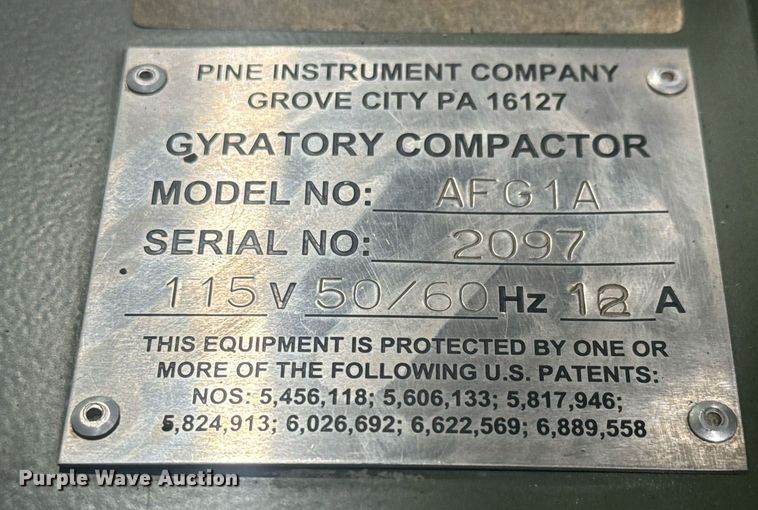 PINE INSTRUMENT COMPANY
GROVE CITY PA 16127
GYRATORY COMPACTOR
MODEL NO: AFG1A
SERIAL NO: 2097
115 V 50/60 Hz A
THIS EQUIPMENT IS PROTECTED BY ONE OR
MORE OF THE FOLLOWING U.S. PATENTS:
NOS: 5,456,118; 5,606,133; 5,817,946;
5,824,913; 6,026,692; 6,622,569; 6,889,558
Purple Wave Auction